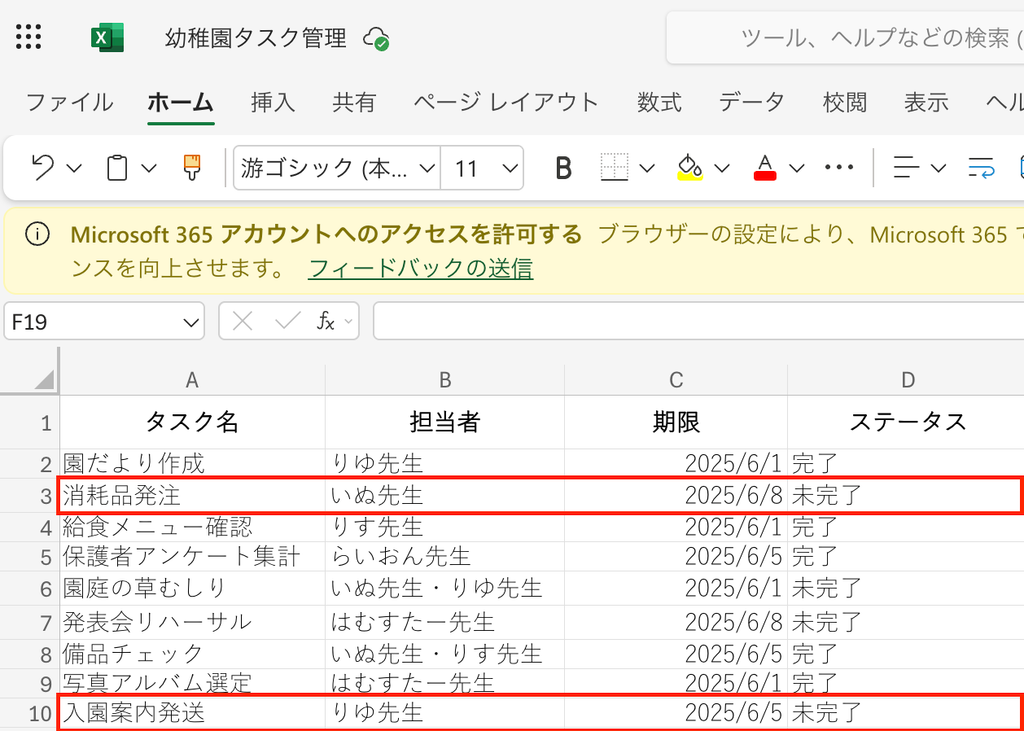 幼稚園タスク管理
ツール、ヘルプなどの検索 (
ファイル ホーム 挿入 共有 ページ レイアウト 数式 データ 校閲 表示 ヘル
游ゴシック (本... 11 B A ...
Microsoft 365 アカウントへのアクセスを許可する ブラウザーの設定により、Microsoft 365 で
ンスを向上させます。 フィードバックの送信
F19 fx
A B C D
1 タスク名 担当者 期限 ステータス
2 園だより作成 りゆ先生 2025/6/1 完了
3 消耗品発注 いぬ先生 2025/6/8 未完了
4 給食メニュー確認 りす先生 2025/6/1 完了
5 保護者アンケート集計 らいおん先生 2025/6/5 完了
6 園庭の草むしり いぬ先生・りゆ先生 2025/6/1 未完了
7 発表会リハーサル はむすたー先生 2025/6/8 未完了
8 備品チェック いぬ先生・りす先生 2025/6/5 完了
9 写真アルバム選定 はむすたー先生 2025/6/1 完了
10 入園案内発送 りゆ先生 2025/6/5 未完了